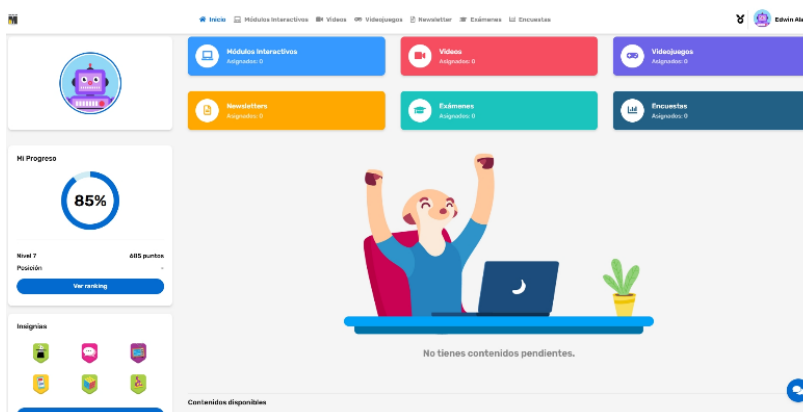 Inicio
Módulos Interactivos
Videos
Videojuegos
Newsletter
Exámenes
Encuestas
Edwin
Módulos Interactivos
Asignados: 0
Videos
Asignados: 0
Videojuegos
Asignados: 0
Newsletters
Asignados: 0
Exámenes
Asignados: 0
Encuestas
Asignados: 0
Mi Progreso
85%
Nivel 7
605 puntos
Posición
-
Ver ranking
Insignias
No tienes contenidos pendientes.
Contenidos disponibles